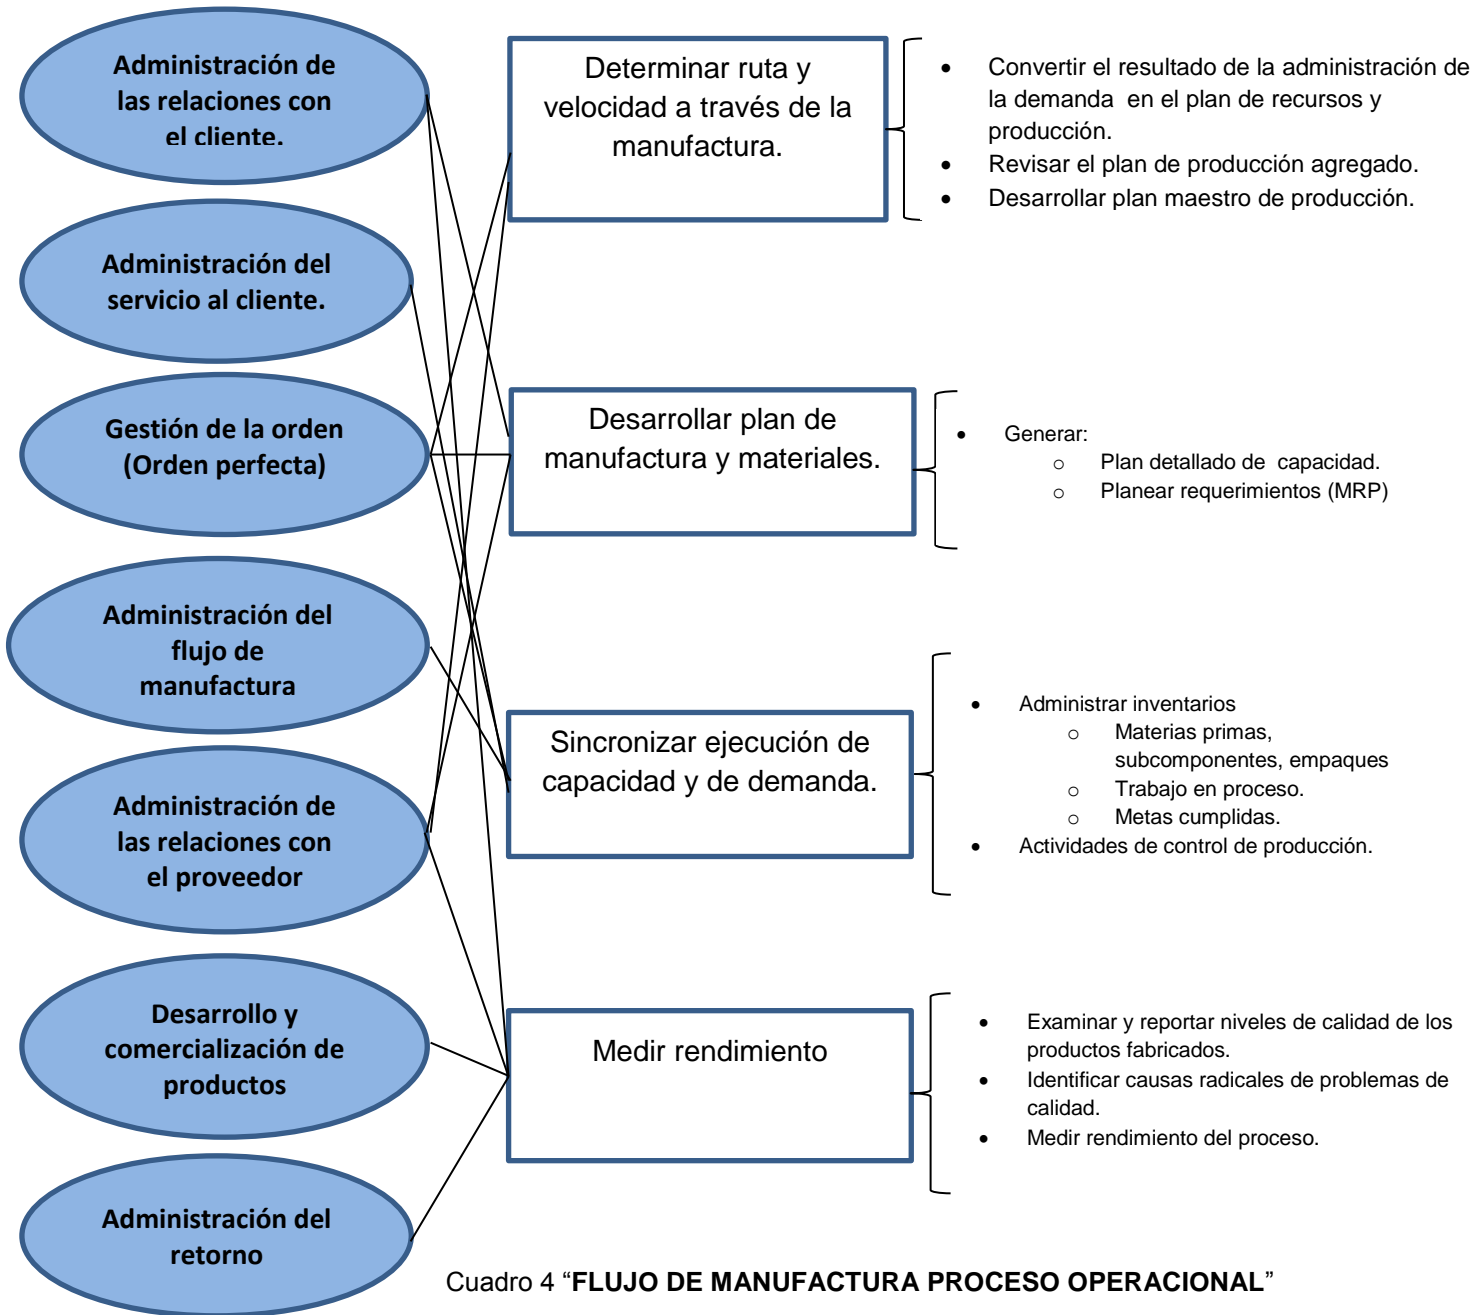 Administración de
las relaciones con
el cliente.
Administración del
servicio al cliente.
Gestión de la orden
(Orden perfecta)
Administración del
flujo de
manufactura
Administración de
las relaciones con
el proveedor
Desarrollo y
comercialización de
productos
Administración del
retorno
Determinar ruta y
velocidad a través de la
manufactura.
Desarrollar plan de
manufactura y materiales.
Sincronizar ejecución de
capacidad y de demanda.
Medir rendimiento
• Convertir el resultado de la administración de
la demanda en el plan de recursos y
producción.
• Revisar el plan de producción agregado.
• Desarrollar plan maestro de producción.
• Generar:
o Plan detallado de capacidad.
o Planear requerimientos (MRP)
• Administrar inventarios
o Materias primas,
subcomponentes, empaques
o Trabajo en proceso.
o Metas cumplidas.
• Actividades de control de producción.
• Examinar y reportar niveles de calidad de los
productos fabricados.
• Identificar causas radicales de problemas de
calidad.
• Medir rendimiento del proceso.
Cuadro 4 “FLUJO DE MANUFACTURA PROCESO OPERACIONAL”